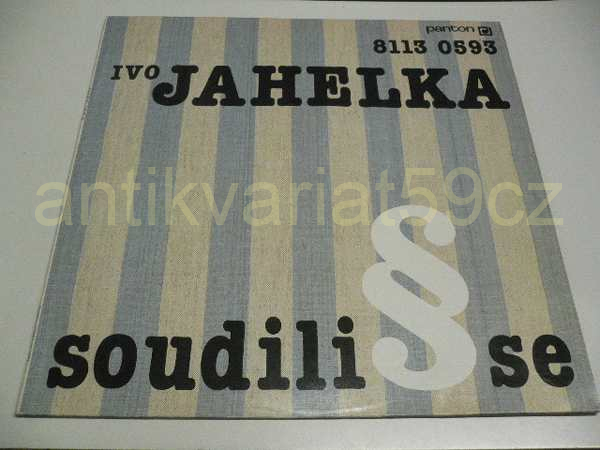 panton
8113 0593
IVO JAHELKA
antikvariat59cz
soudili § se